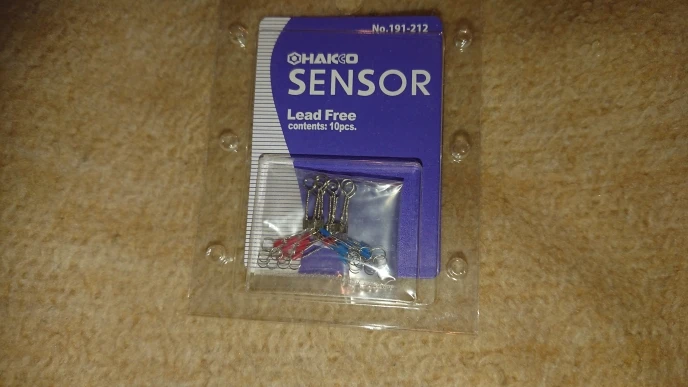 No.191-212
HAKKO
SENSOR
Lead Free
contents: 10pcs.